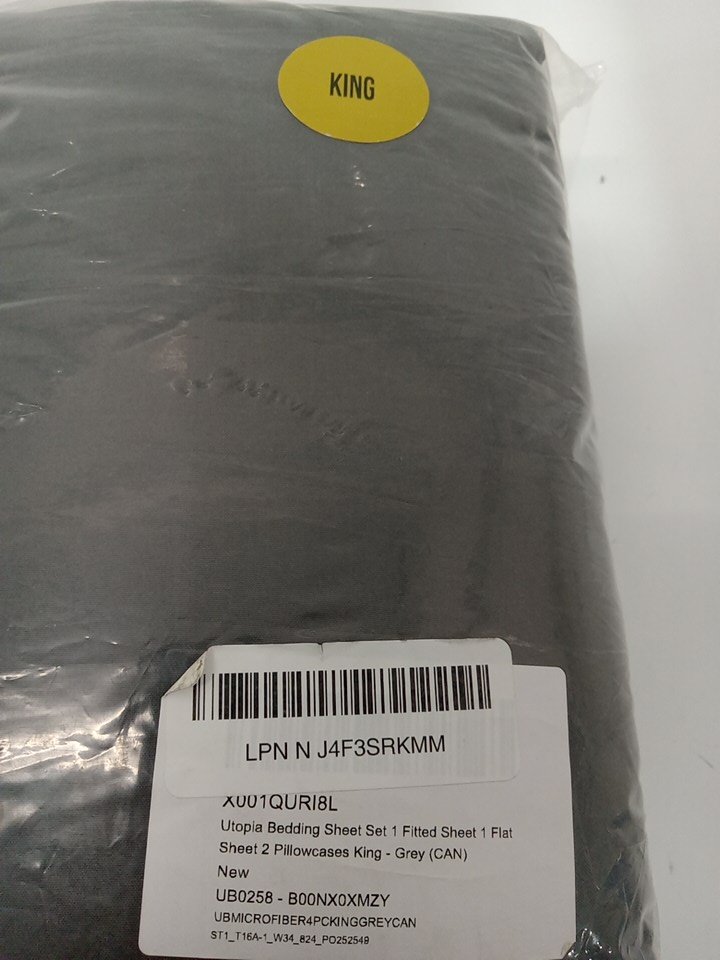 KING
LPN N J4F3SRKMM
X001QURI8L
Utopia Bedding Sheet Set 1 Fitted Sheet 1 Flat
Sheet 2 Pillowcases King - Grey (CAN)
New
UB0258 - B00NX0XMZY
UBMICROFIBER4PCKINGGREYCAN
ST1_T16A-1_W34_824_PO252549